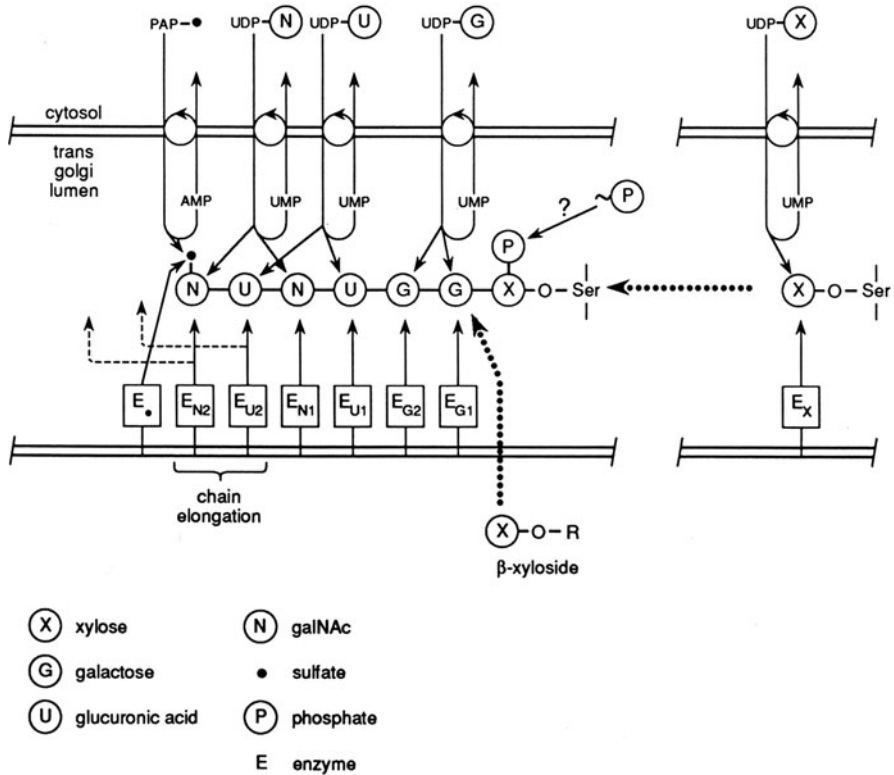 PAP-• UDP-N UDP-U UDP-G UDP-X
cytosol
trans
golgi
lumen
AMP UMP UMP UMP UMP
? ~P
P
N U N U G G X -O-Ser X -O-Ser
E• EN2 EU2 EN1 EU1 EG2 EG1 EX
chain
elongation
X-O-R
β-xyloside
X xylose N galNAc
G galactose • sulfate
U glucuronic acid P phosphate
E enzyme